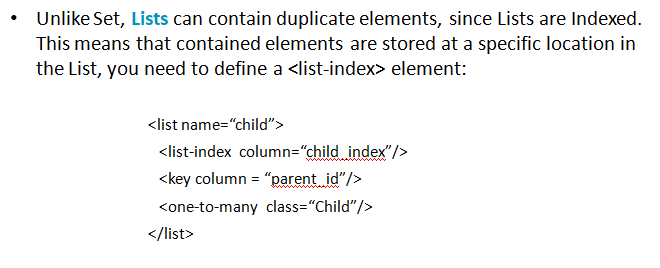 • Unlike Set, Lists can contain duplicate elements, since Lists are Indexed.
This means that contained elements are stored at a specific location in
the List, you need to define a <list-index> element:
<list name=“child”>
<list-index column=“child_index”/>
<key column = “parent_id”/>
<one-to-many class=“Child”/>
</list>